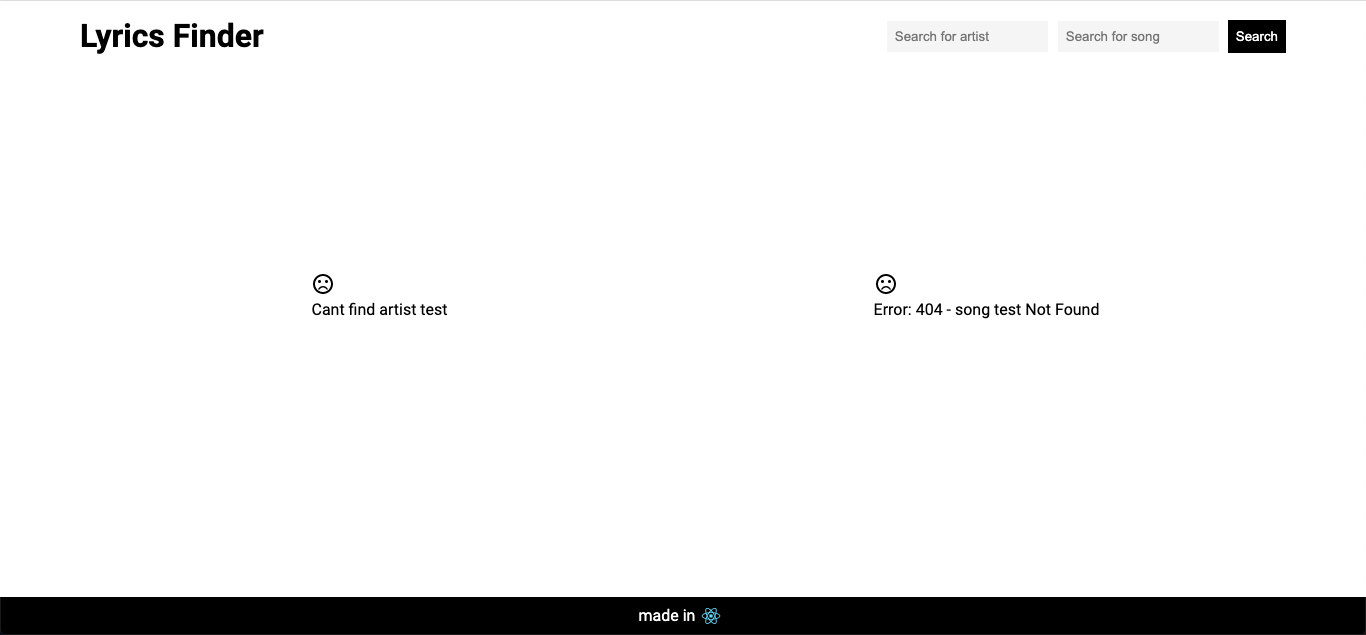 Lyrics Finder
Search for artist
Search for song
Search
Cant find artist test
Error: 404 - song test Not Found
made in